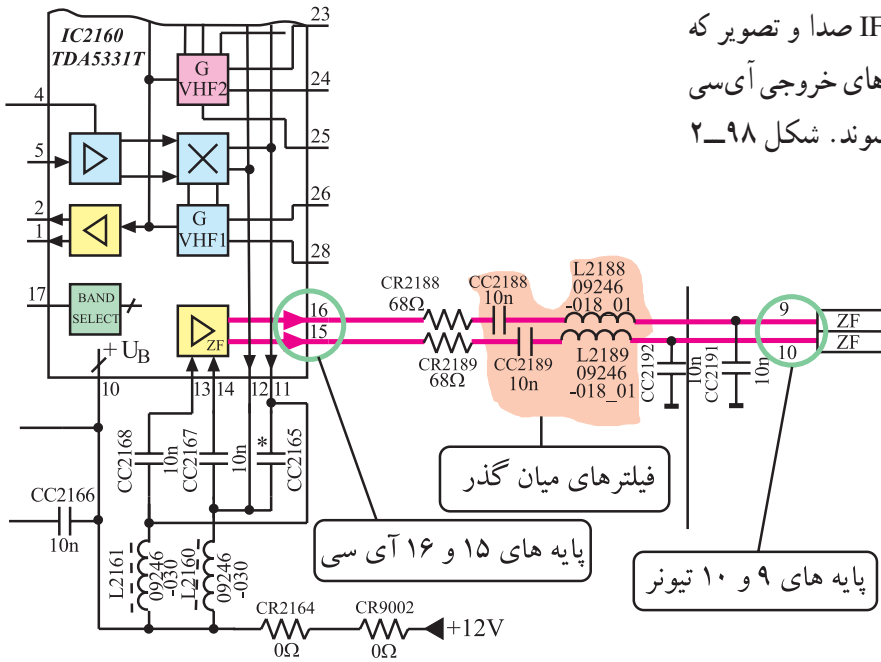 IF صدا و تصویر که
های خروجی آی‌سی
شوند. شکل ۹۸ــ۲
IC2160
TDA5331T
23
G
VHF2
24
4
25
5
26
2
G
VHF1
1
28
17
BAND
SELECT
+U_B
ZF
16
15
10
13
14
12
11
CR2188
68Ω
CC2188
10n
L2188
09246
-018_01
CR2189
68Ω
CC2189
10n
L2189
09246
-018_01
CC2192
10n
CC2191
10n
9
ZF
10
ZF
CC2168
10n
CC2167
10n
*
CC2165
CC2166
10n
L2161
09246
-030
L2160
09246
-030
CR2164
0Ω
CR9002
0Ω
+12V
فیلترهای میان گذر
پایه های ۱۵ و ۱۶ آی سی
پایه های ۹ و ۱۰ تیونر